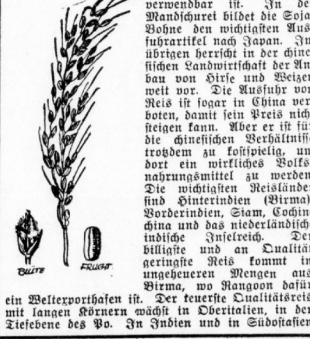 verwendbar ist. In de
Mandschurei bildet die Soja
Bohne den wichtigsten Aus
fuhrartikel nach Japan. In
übrigen herrscht in der chine
sischen Landwirtschaft der An
bau von Hirse und Weizen
weit vor. Die Ausfuhr von
Reis ist sogar in China ver
boten, damit sein Preis nich
steigen kann. Aber er ist für
die chinesischen Verhältniss
trotzdem zu kostspielig, um
dort ein wirkliches Volks
nahrungsmittel zu werden
Die wichtigsten Reisländer
sind Hinterindien (Birma)
Vorderindien, Siam, Cochin
china und das niederländisch
indische Inselreich. Der
billigste und an Qualität
geringste Reis kommt in
ungeheueren Mengen aus
Birma, wo Rangoon dafür
BLÜTE
FRUCHT
ein Weltexporthafen ist. Der teuerste Qualitätsreis
mit langen Körnern wächst in Oberitalien, in der
Tiefebene des Po. In Indien und in Südostasien